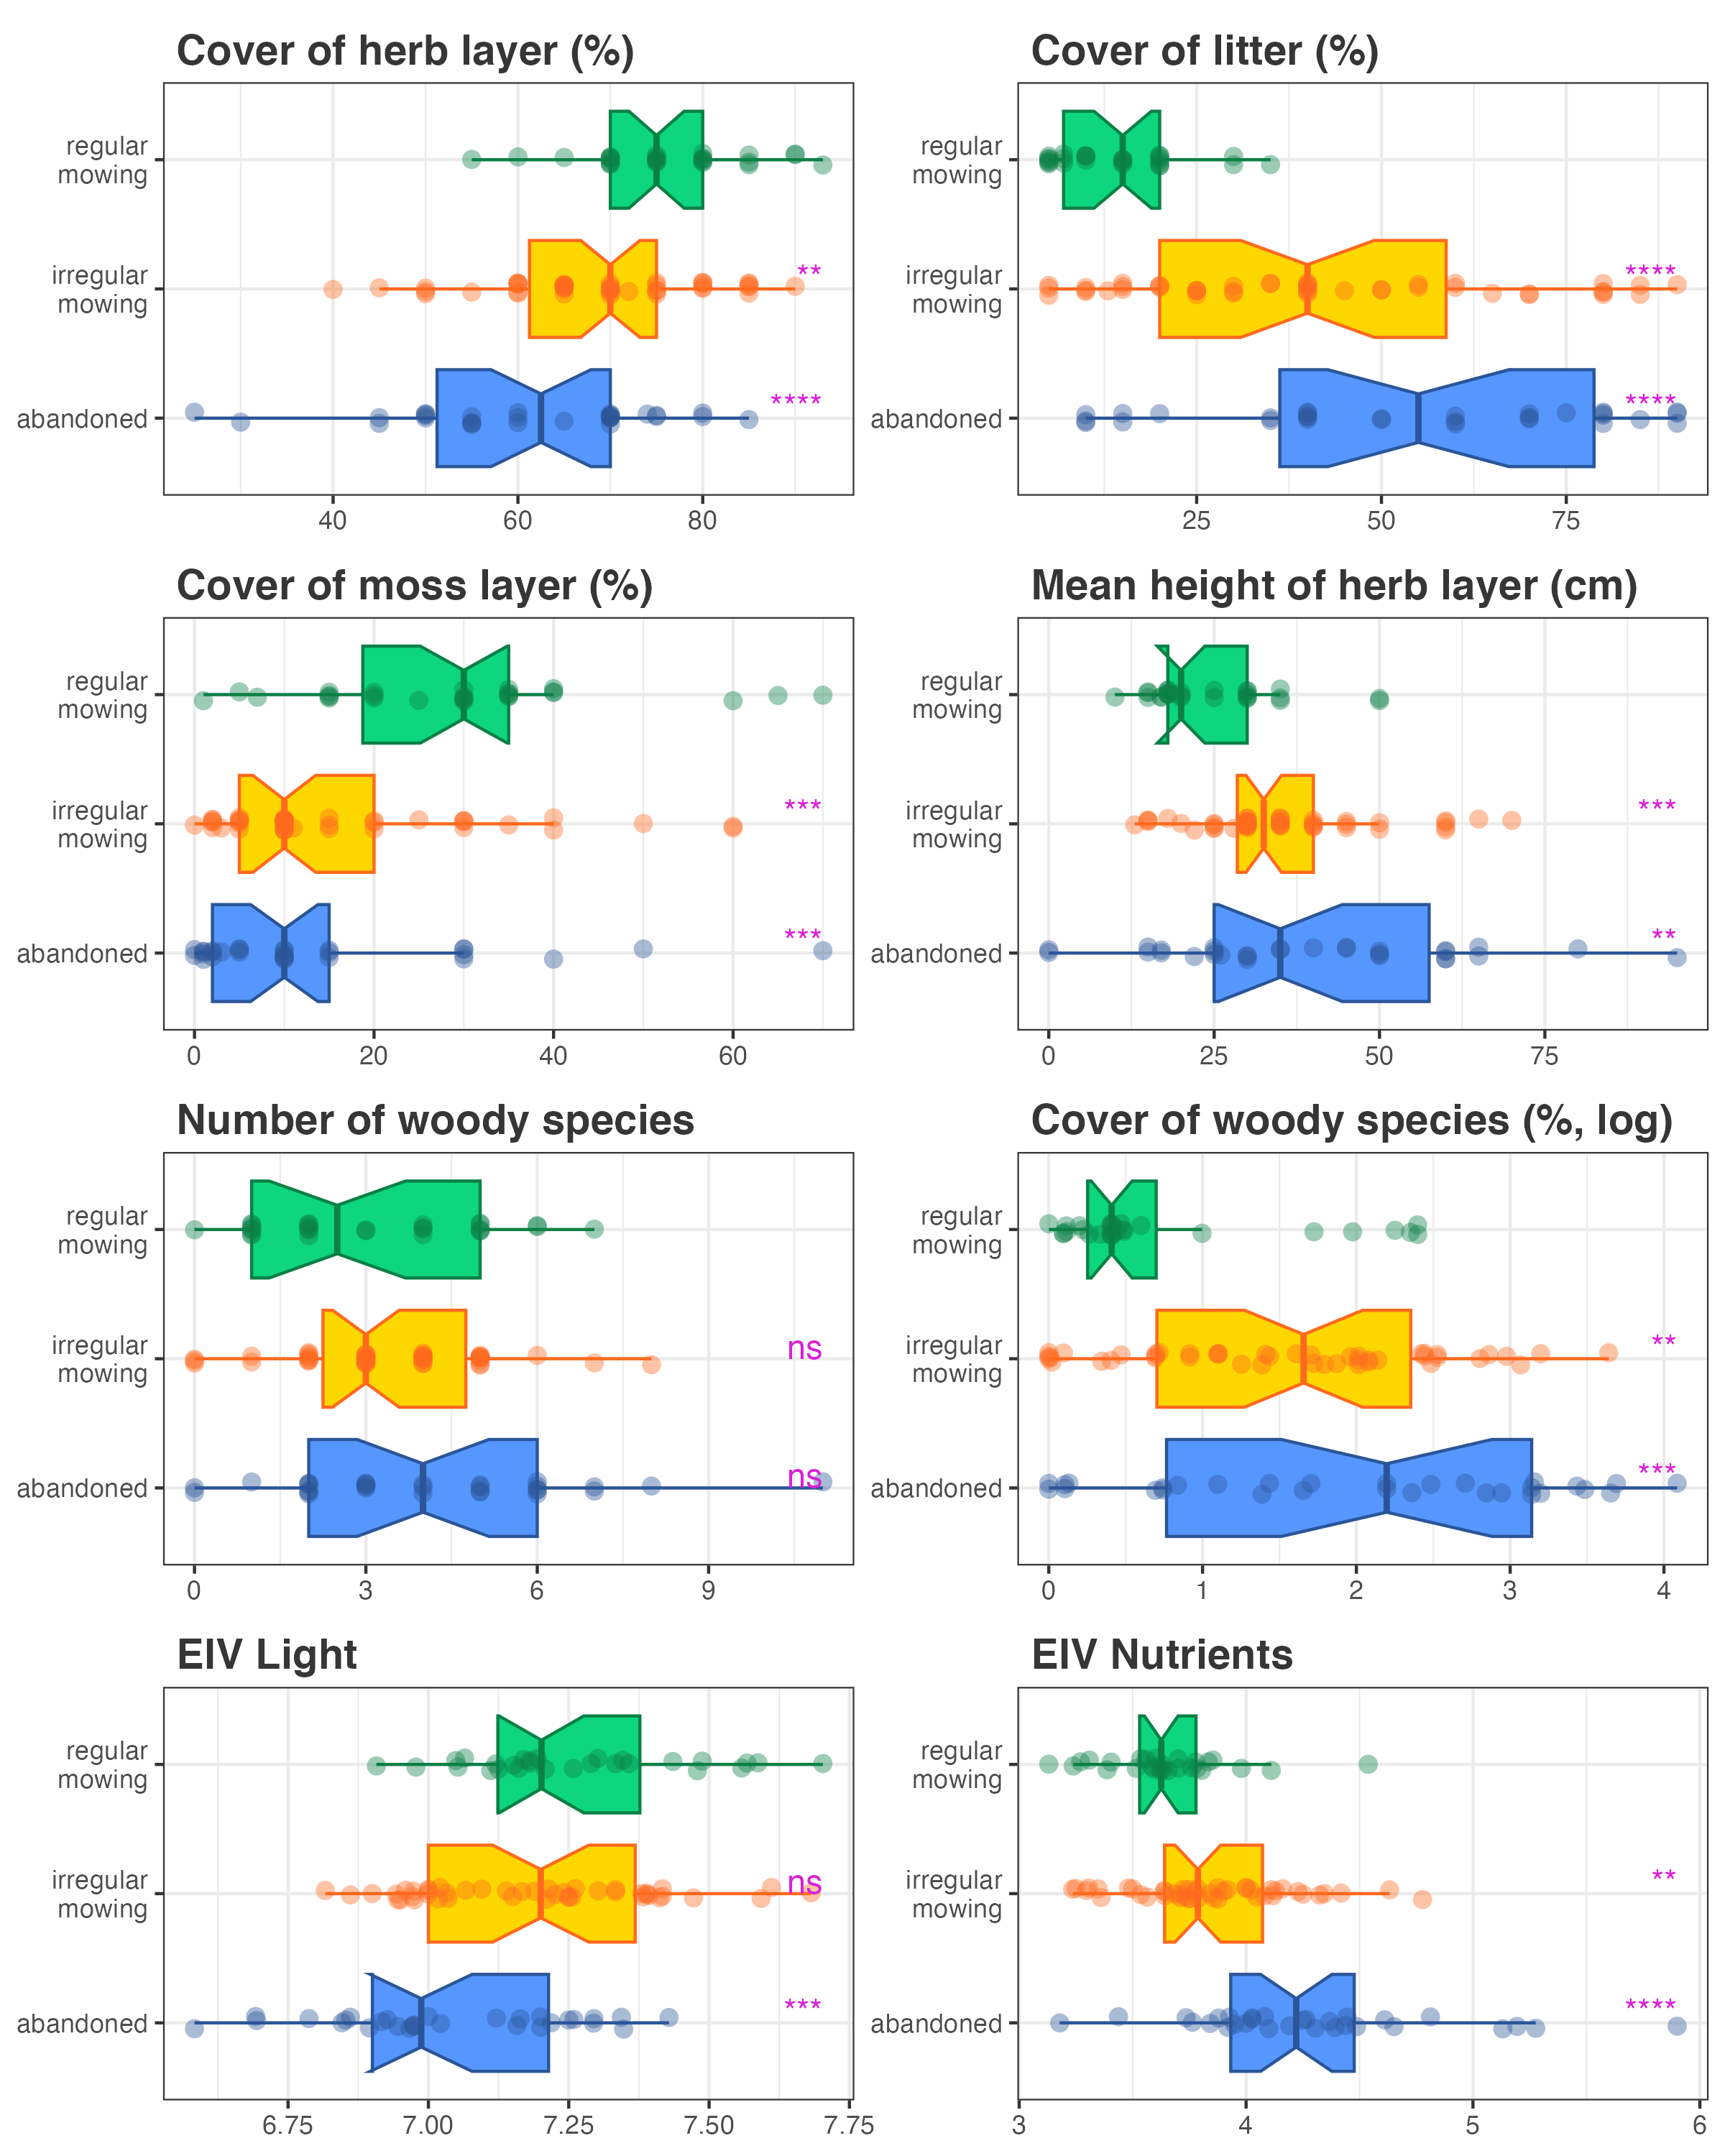 Cover of herb layer (%)
regular
mowing
irregular
mowing
**
abandoned
****
40 60 80
Cover of litter (%)
regular
mowing
irregular
mowing
****
abandoned
****
25 50 75
Cover of moss layer (%)
regular
mowing
irregular
mowing
***
abandoned
***
0 20 40 60
Mean height of herb layer (cm)
regular
mowing
irregular
mowing
***
abandoned
**
0 25 50 75
Number of woody species
regular
mowing
irregular
mowing
ns
abandoned
ns
0 3 6 9
Cover of woody species (%, log)
regular
mowing
irregular
mowing
**
abandoned
***
0 1 2 3 4
EIV Light
regular
mowing
irregular
mowing
ns
abandoned
***
6.75 7.00 7.25 7.50 7.75
EIV Nutrients
regular
mowing
irregular
mowing
**
abandoned
****
3 4 5 6